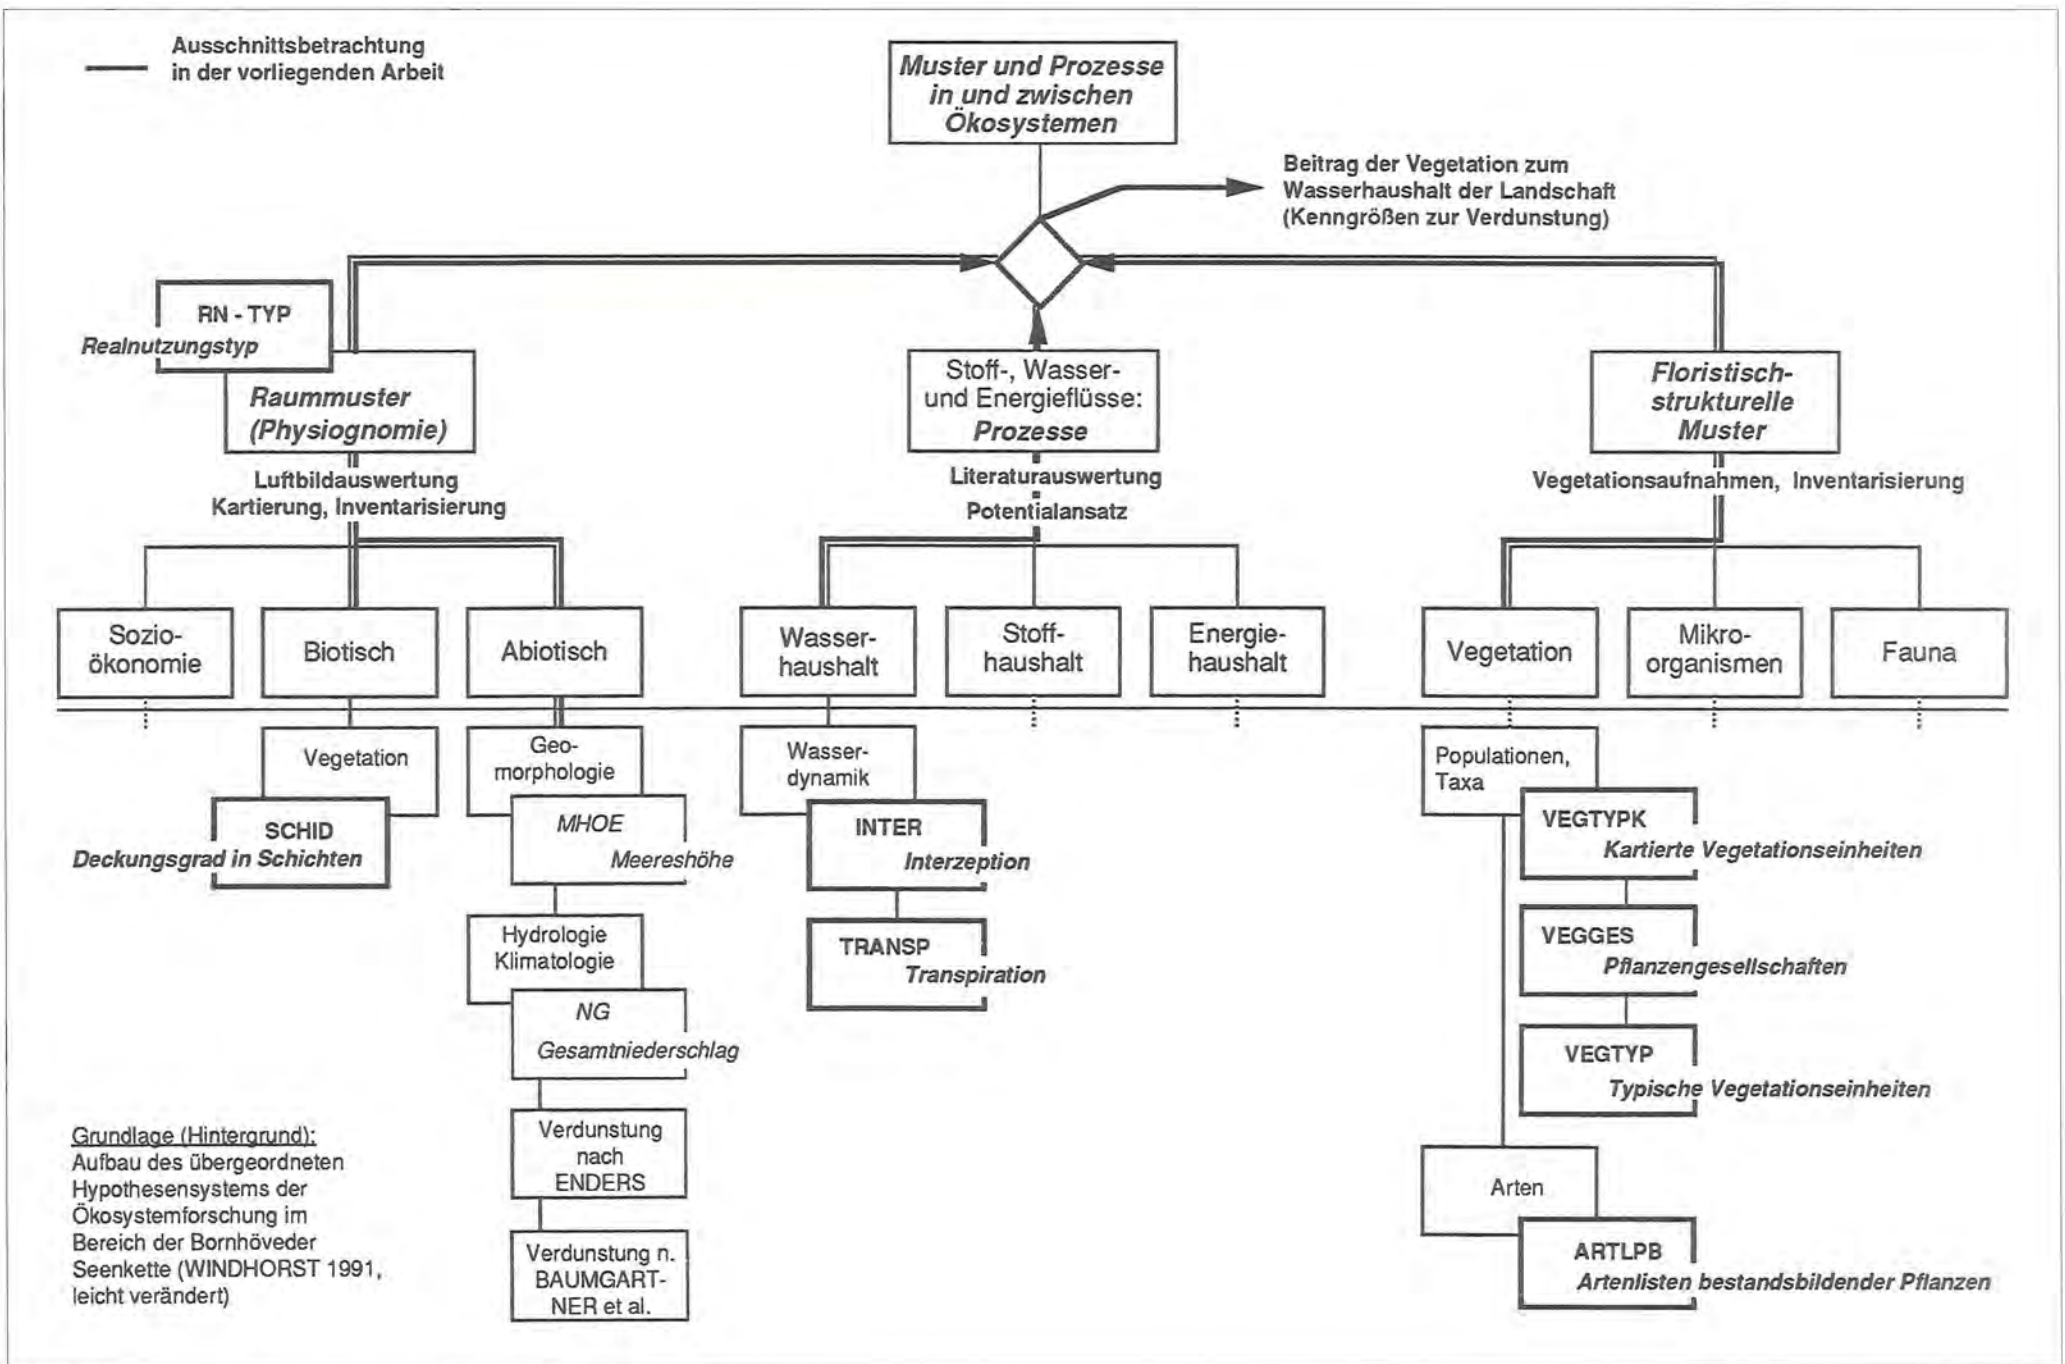 Ausschnittsbetrachtung
in der vorliegenden Arbeit
Muster und Prozesse
in und zwischen
Ökosystemen
Beitrag der Vegetation zum
Wasserhaushalt der Landschaft
(Kenngrößen zur Verdunstung)
RN - TYP
Realnutzungstyp
Raummuster
(Physiognomie)
Luftbildauswertung
Kartierung, Inventarisierung
Stoff-, Wasser-
und Energieflüsse:
Prozesse
Literaturauswertung
Potentialansatz
Floristisch-
strukturelle
Muster
Vegetationsaufnahmen, Inventarisierung
Sozio-
ökonomie
Biotisch
Abiotisch
Wasser-
haushalt
Stoff-
haushalt
Energie-
haushalt
Vegetation
Mikro-
organismen
Fauna
Vegetation
SCHID
Deckungsgrad in Schichten
Geo-
morphologie
MHOE
Meereshöhe
Hydrologie
Klimatologie
NG
Gesamtniederschlag
Verdunstung
nach
ENDERS
Verdunstung n.
BAUMGART-
NER et al.
Wasser-
dynamik
INTER
Interzeption
TRANSP
Transpiration
Populationen,
Taxa
VEGTYPK
Kartierte Vegetationseinheiten
VEGGES
Pflanzengesellschaften
VEGTYP
Typische Vegetationseinheiten
Arten
ARTLPB
Artenlisten bestandsbildender Pflanzen
Grundlage (Hintergrund):
Aufbau des übergeordneten
Hypothesensystems der
Ökosystemforschung im
Bereich der Bornhöveder
Seenkette (WINDHORST 1991,
leicht verändert)